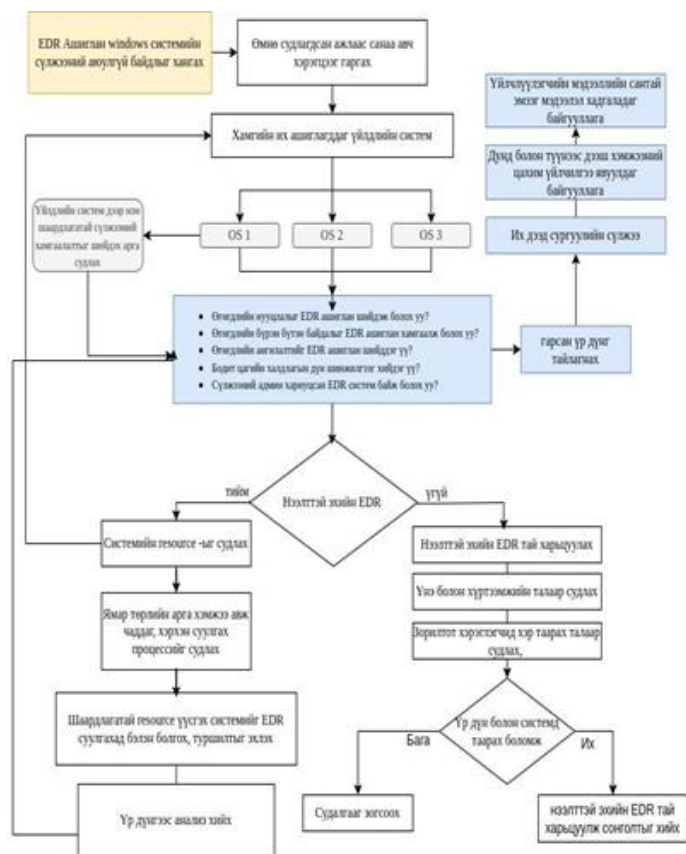 EDR Ашиглан windows системийн
сүлжээний аюулгүй байдлыг хангах
Өмнө судлагдсан ажлаас санаа авч
хэрэгцээг гаргах
Хамгийн их ашиглагддаг үйлдлийн систем
Үйлчлүүлэгчийн мэдээллийн сантай
эмзэг мэдээлэл хадгаладаг
байгууллага
Дунд болон түүнээс дээш хэмжээний
цахим үйлчилгээ явуулдаг
байгууллага
Их дээд сургуулийн сүлжээ
гарсан үр дүнг
тайлагнах
Үйлдлийн систем дээр нэн
шаардлагатай сүлжээний
хамгаалалтыг шийдэх арга
судлах
OS 1
OS 2
OS 3
• Өгөгдлийн нууцлалыг EDR ашиглан шийдэж болох уу?
• Өгөгдлийн бүрэн бүтэн байдалыг EDR ашиглан хамгаалж болох уу?
• Өгөгдлийн ангилалтийг EDR ашиглан шийддэг үү?
• Бодит цагийн халдлагын дүн шинжилгээг хийдэг үү?
• Сүлжээний админ хариуцсан EDR систем байж болох уу?
Нээлттэй эхийн EDR
тийм
үгүй
Системийн resource -ыг судлах
Ямар төрлийн арга хэмжээ авж
чаддаг, хэрхэн суулгах
процессийг судлах
Шаардлагатай resource үүсгэх системийг EDR
суулгахад бэлэн болгох, туршилтыг эхлэх
Үр дүнгээс анализ хийх
Нээлттэй эхийн EDR тай харьцуулах
Үнэ болон хүртээмжийн талаар судлах
Зорилтот хэрэглэгчид хэр таарах талаар
судлах,
Үр дүн болон системд
таарах боломж
Бага
Их
Судалгааг зогсоох
нээлттэй эхийн EDR тай
харьцуулж сонголтыг хийх